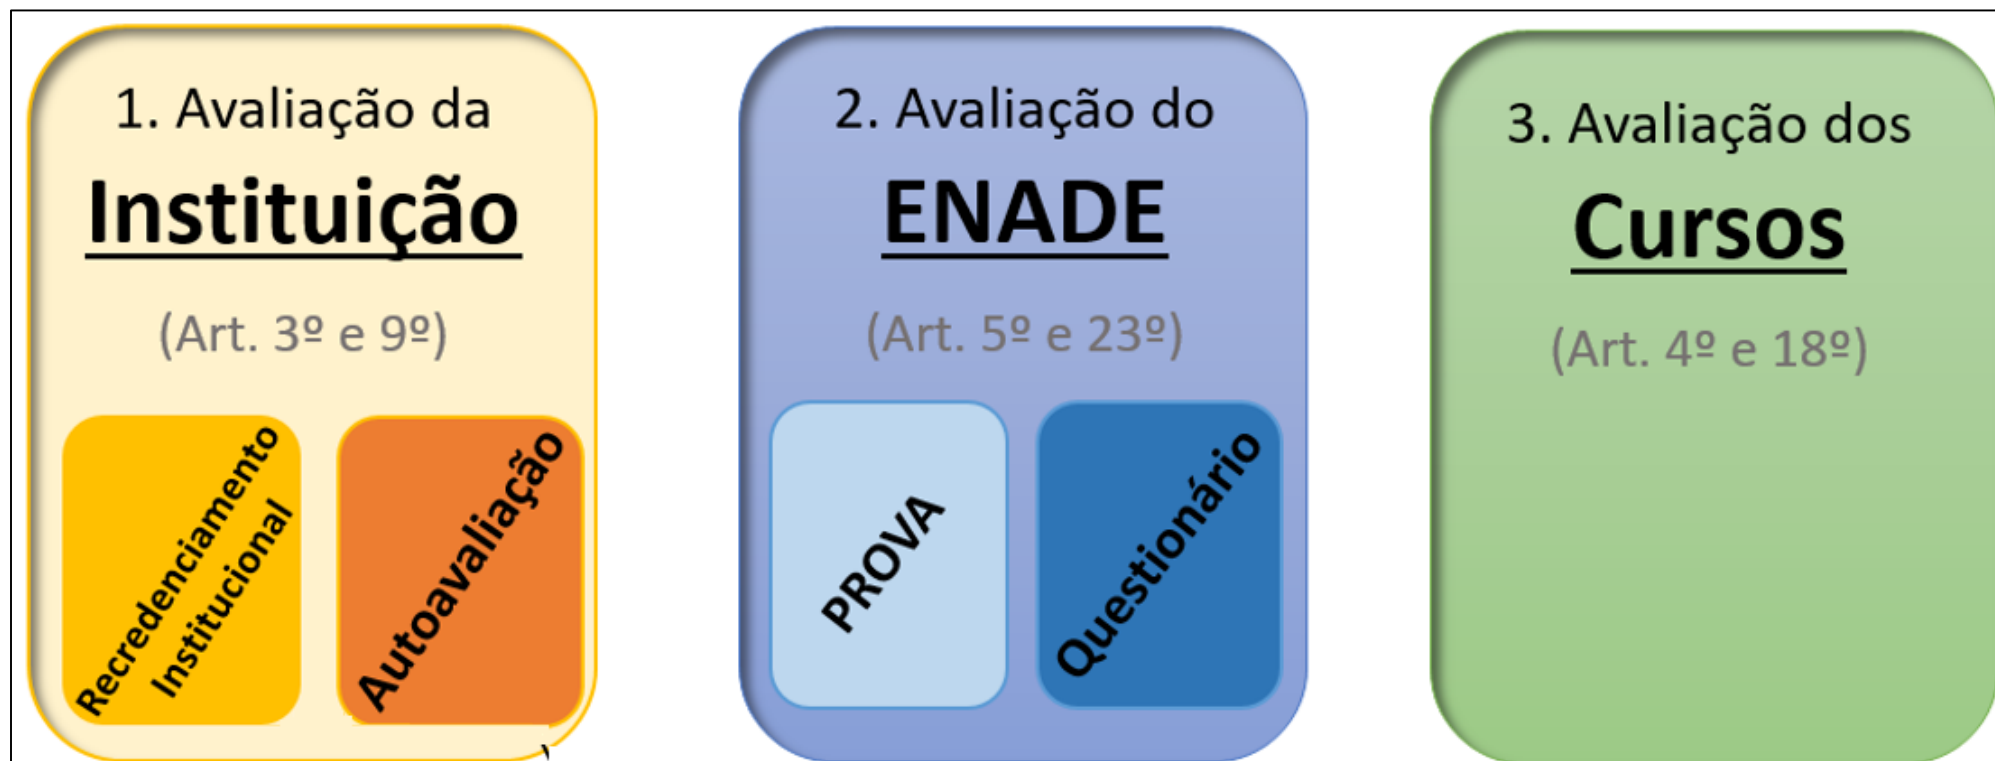 1. Avaliação da
Instituição
(Art. 3º e 9º)
Recredenciamento
Institucional
Autoavaliação
2. Avaliação do
ENADE
(Art. 5º e 23º)
PROVA
Questionário
3. Avaliação dos
Cursos
(Art. 4º e 18º)